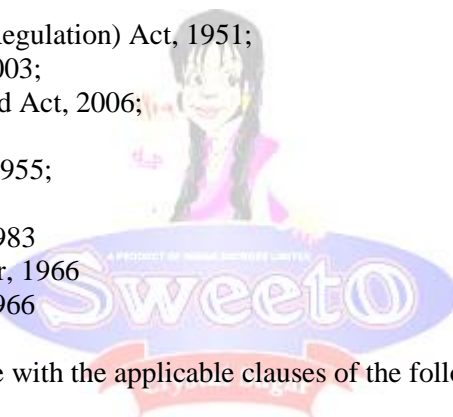 egulation) Act, 1951;
003;
d Act, 2006;
955;
983
r, 1966
Sweeto
966
e with the applicable clauses of the follo